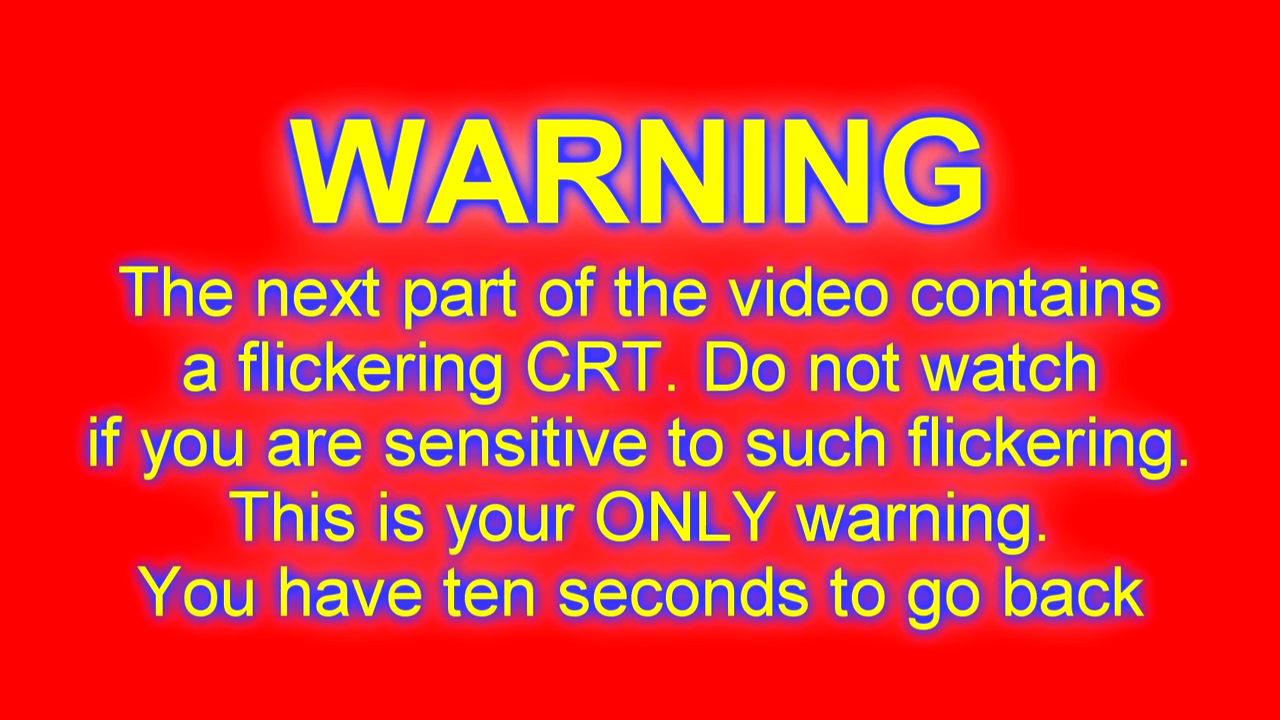 WARNING
The next part of the video contains
a flickering CRT. Do not watch
if you are sensitive to such flickering.
This is your ONLY warning.
You have ten seconds to go back